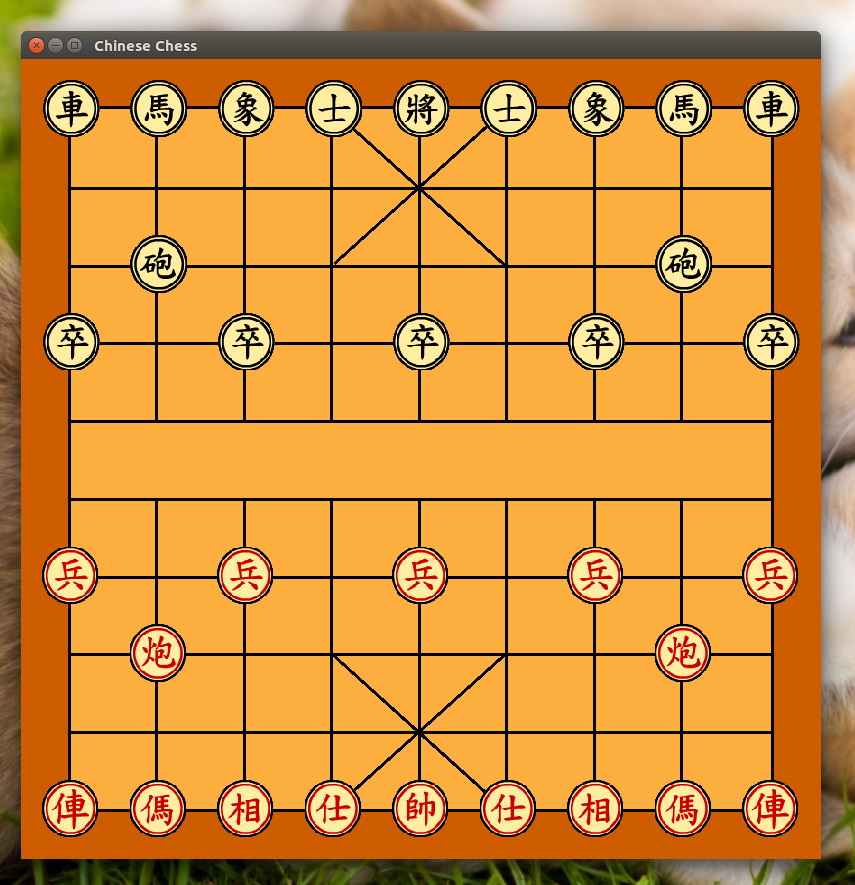 Chinese Chess
車 馬 象 士 將 士 象 馬 車
砲 砲
卒 卒 卒 卒 卒
兵 兵 兵 兵 兵
炮 炮
俥 傌 相 仕 帥 仕 相 傌 俥